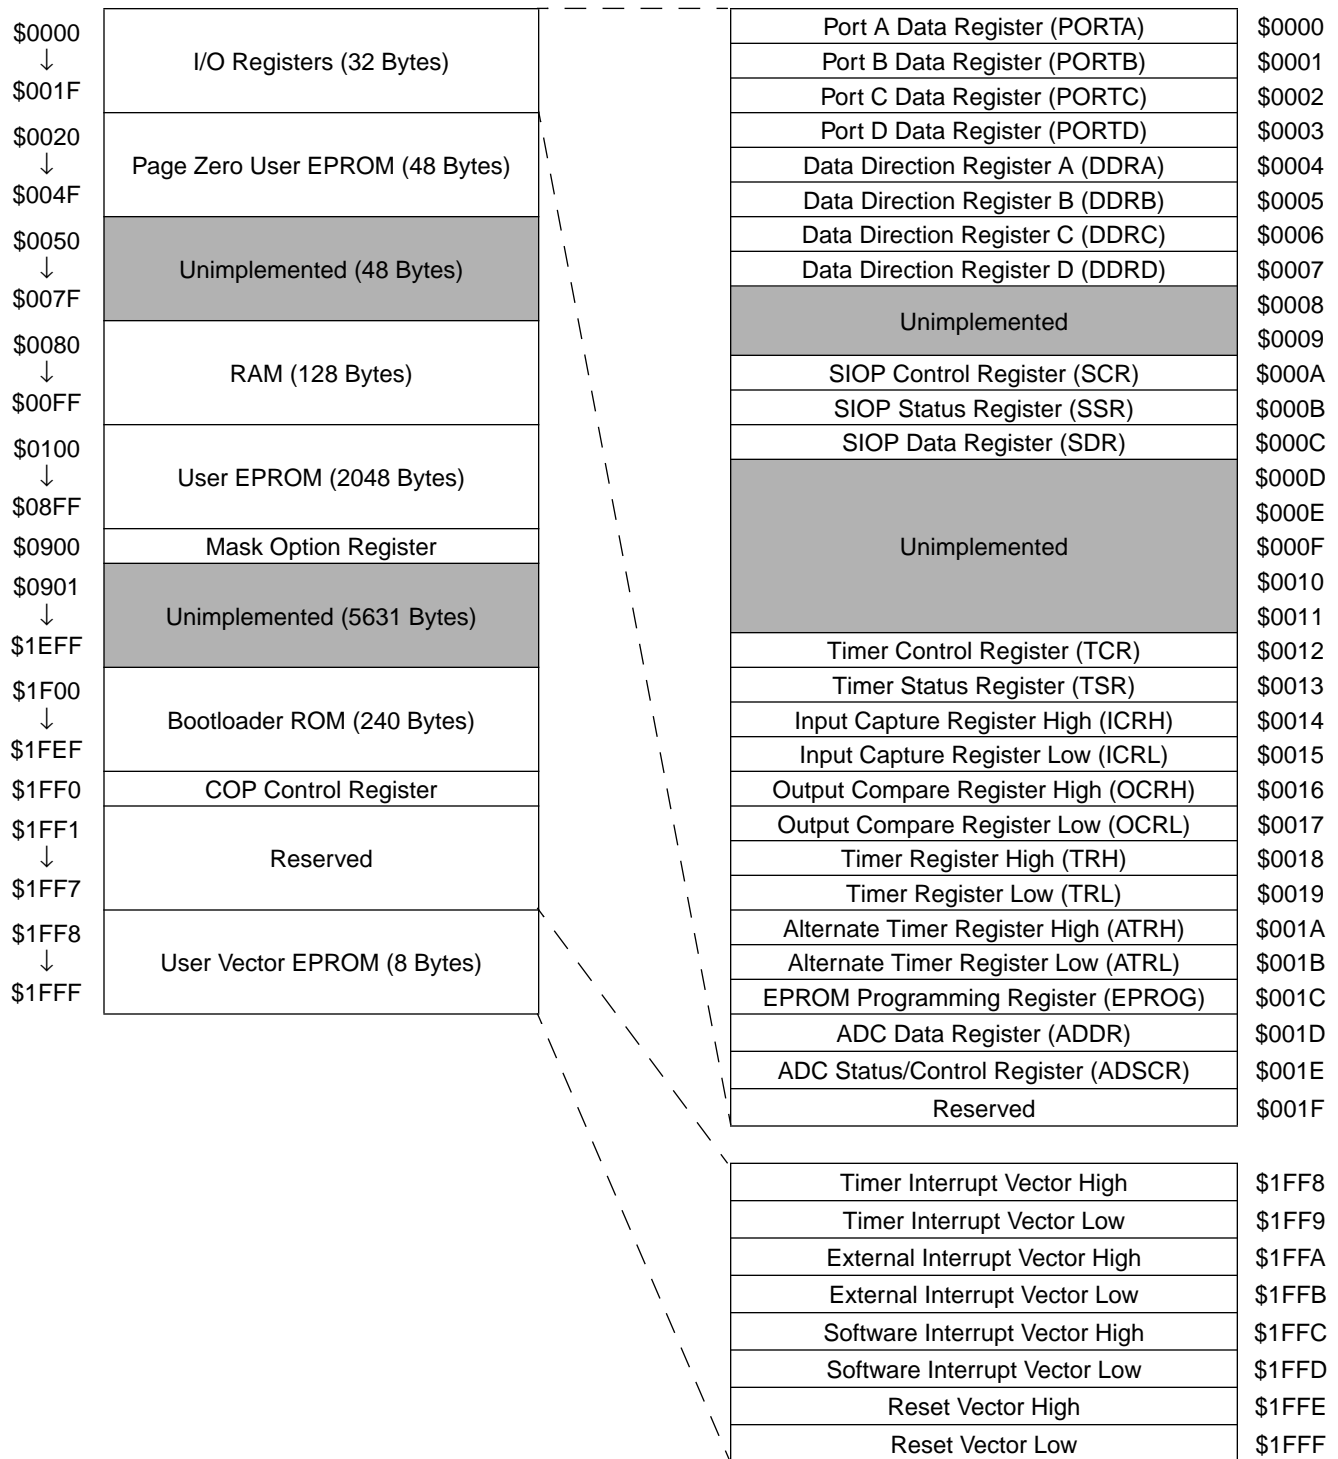 $0000
↓
$001F
I/O Registers (32 Bytes)
$0020
↓
$004F
Page Zero User EPROM (48 Bytes)
$0050
↓
$007F
Unimplemented (48 Bytes)
$0080
↓
$00FF
RAM (128 Bytes)
$0100
↓
$08FF
User EPROM (2048 Bytes)
$0900 Mask Option Register
$0901
↓
$1EFF
Unimplemented (5631 Bytes)
$1F00
↓
$1FEF
Bootloader ROM (240 Bytes)
$1FF0 COP Control Register
$1FF1
↓
$1FF7
Reserved
$1FF8
↓
$1FFF
User Vector EPROM (8 Bytes)
Port A Data Register (PORTA) $0000
Port B Data Register (PORTB) $0001
Port C Data Register (PORTC) $0002
Port D Data Register (PORTD) $0003
Data Direction Register A (DDRA) $0004
Data Direction Register B (DDRB) $0005
Data Direction Register C (DDRC) $0006
Data Direction Register D (DDRD) $0007
Unimplemented
$0008
$0009
SIOP Control Register (SCR) $000A
SIOP Status Register (SSR) $000B
SIOP Data Register (SDR) $000C
Unimplemented
$000D
$000E
$000F
$0010
$0011
Timer Control Register (TCR) $0012
Timer Status Register (TSR) $0013
Input Capture Register High (ICRH) $0014
Input Capture Register Low (ICRL) $0015
Output Compare Register High (OCRH) $0016
Output Compare Register Low (OCRL) $0017
Timer Register High (TRH) $0018
Timer Register Low (TRL) $0019
Alternate Timer Register High (ATRH) $001A
Alternate Timer Register Low (ATRL) $001B
EPROM Programming Register (EPROG) $001C
ADC Data Register (ADDR) $001D
ADC Status/Control Register (ADSCR) $001E
Reserved $001F
Timer Interrupt Vector High $1FF8
Timer Interrupt Vector Low $1FF9
External Interrupt Vector High $1FFA
External Interrupt Vector Low $1FFB
Software Interrupt Vector High $1FFC
Software Interrupt Vector Low $1FFD
Reset Vector High $1FFE
Reset Vector Low $1FFF